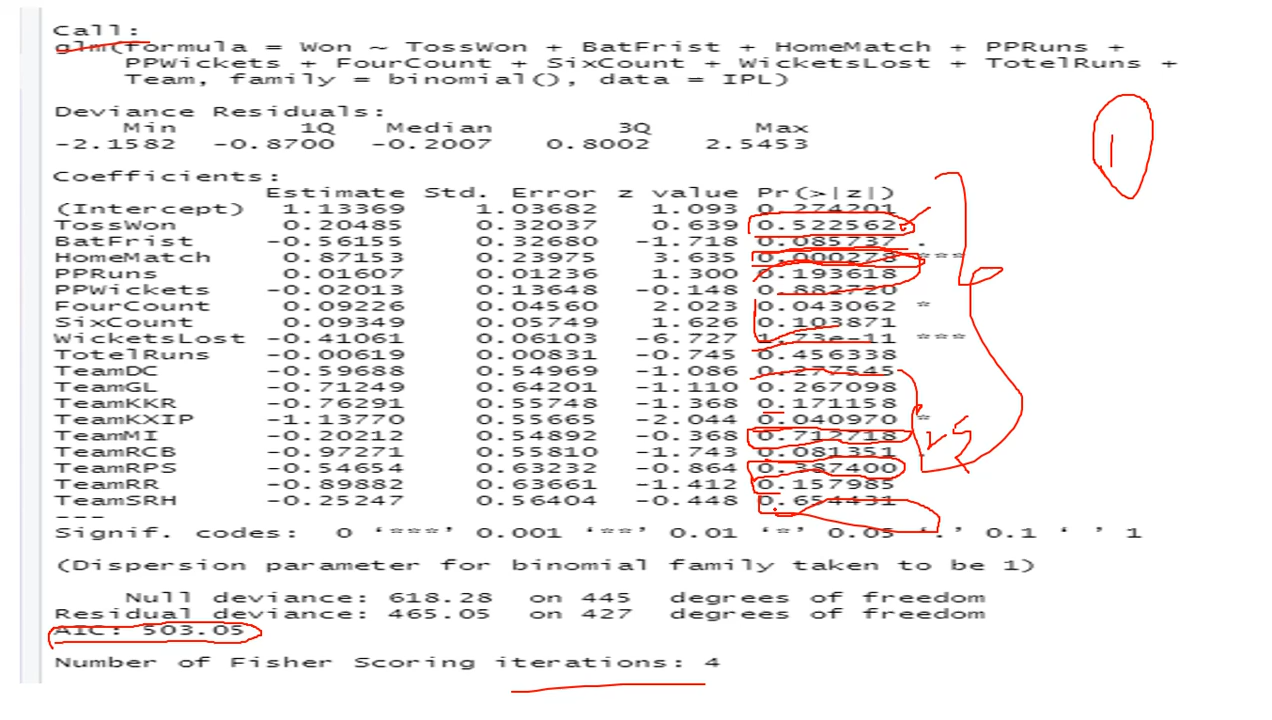 Call:
glm(formula = Won ~ TossWon + BatFrist + HomeMatch + PPRuns +
PPWickets + FourCount + SixCount + WicketsLost + TotelRuns +
Team, family = binomial(), data = IPL)
Deviance Residuals:
Min 1Q Median 3Q Max
-2.1582 -0.8700 -0.2007 0.8002 2.5453
Coefficients:
Estimate Std. Error z value Pr(>|z|)
(Intercept) 1.13369 1.03682 1.093 0.274201
TossWon 0.20485 0.32037 0.639 0.522562
BatFrist -0.56155 0.32680 -1.718 0.085737 .
HomeMatch 0.87153 0.23975 3.635 0.000278 ***
PPRuns 0.01607 0.01236 1.300 0.193618
PPWickets -0.02013 0.13648 -0.148 0.882720
FourCount 0.09226 0.04560 2.023 0.043062 *
SixCount 0.09349 0.05749 1.626 0.103871
WicketsLost -0.41061 0.06103 -6.727 1.73e-11 ***
TotelRuns -0.00619 0.00831 -0.745 0.456338
TeamDC -0.59688 0.54969 -1.086 0.277545
TeamGL -0.71249 0.64201 -1.110 0.267098
TeamKKR -0.76291 0.55748 -1.368 0.171158
TeamKXIP -1.13770 0.55665 -2.044 0.040970 *
TeamMI -0.20212 0.54892 -0.368 0.712718
TeamRCB -0.97271 0.55810 -1.743 0.081351 .
TeamRPS -0.54654 0.63232 -0.864 0.387400
TeamRR -0.89882 0.63661 -1.412 0.157985
TeamSRH -0.25247 0.56404 -0.448 0.654431
---
Signif. codes: 0 ‘***’ 0.001 ‘**’ 0.01 ‘*’ 0.05 ‘.’ 0.1 ‘ ’ 1
(Dispersion parameter for binomial family taken to be 1)
Null deviance: 618.28 on 445 degrees of freedom
Residual deviance: 465.05 on 427 degrees of freedom
AIC: 503.05
Number of Fisher Scoring iterations: 4